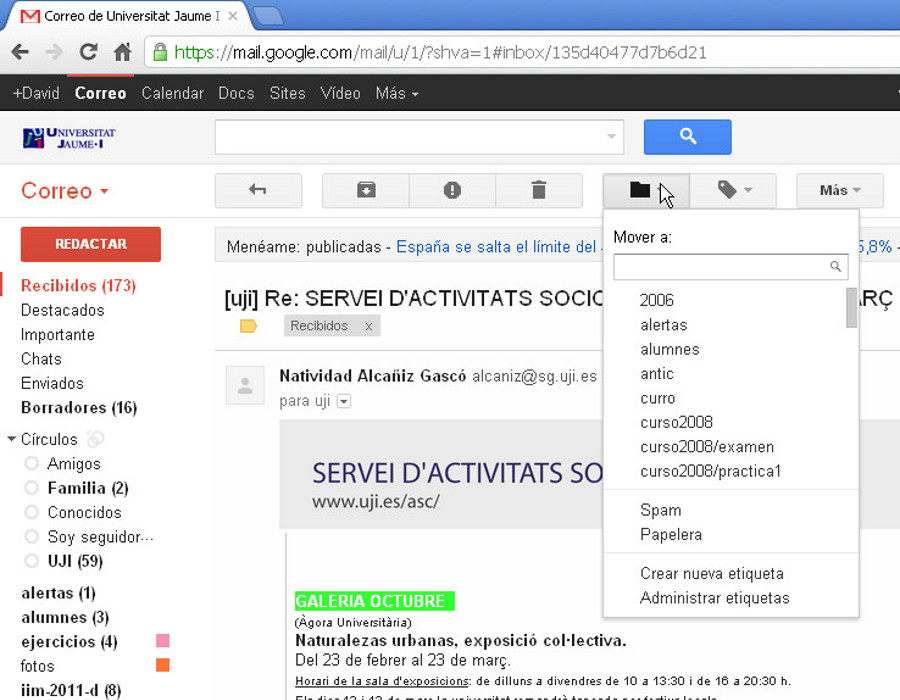 Correo de Universitat Jaume I
https://mail.google.com/mail/u/1/?shva=1#inbox/135d40477d7b6d21
+David Correo Calendar Docs Sites Vídeo Más
UNIVERSITAT
JAUME·I
Correo
Más
REDACTAR
Menéame: publicadas - España se salta el límite del 5,8% -
Mover a:
Recibidos (173)
Destacados
Importante
Chats
Enviados
Borradores (16)
Círculos
Amigos
Familia (2)
Conocidos
Soy seguidor...
UJI (59)
alertas (1)
alumnes (3)
ejercicios (4)
fotos
iim-2011-d (8)
[uji] Re: SERVEI D'ACTIVITATS SOCIO RÇ
Recibidos x
Natividad Alcañiz Gascó alcaniz@sg.uji.es
para uji
SERVEI D'ACTIVITATS SO
www.uji.es/asc/
GALERIA OCTUBRE
(Àgora Universitària)
Naturalezas urbanas, exposició col·lectiva.
Del 23 de febrer al 23 de març.
Horari de la sala d'exposicions: de dilluns a divendres de 10 a 13:30 i de 16 a 20:30 h.
2006
alertas
alumnes
antic
curro
curso2008
curso2008/examen
curso2008/practica1
Spam
Papelera
Crear nueva etiqueta
Administrar etiquetas